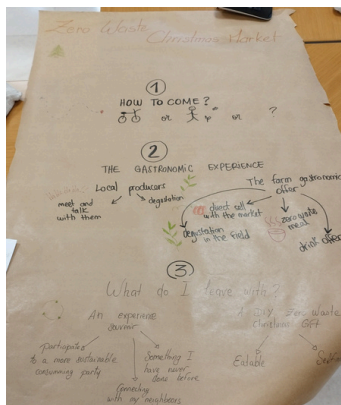 Zero Waste
Christmas Market
1
HOW TO COME?
or or ?
2
THE GASTRONOMIC EXPERIENCE
Local producers
meet and
talk
with them
degustation
The farm gastronomic
offer
direct sell
with the market
degustation
in the field
zero waste
meal
drink offer
3
What do I leave with?
An experience
souvenir
participates
to a more sustainable
consuming party
Something I
have never
done before
Connecting
with my neighbors
A DIY Zero Waste
christmas Gift
Eatable